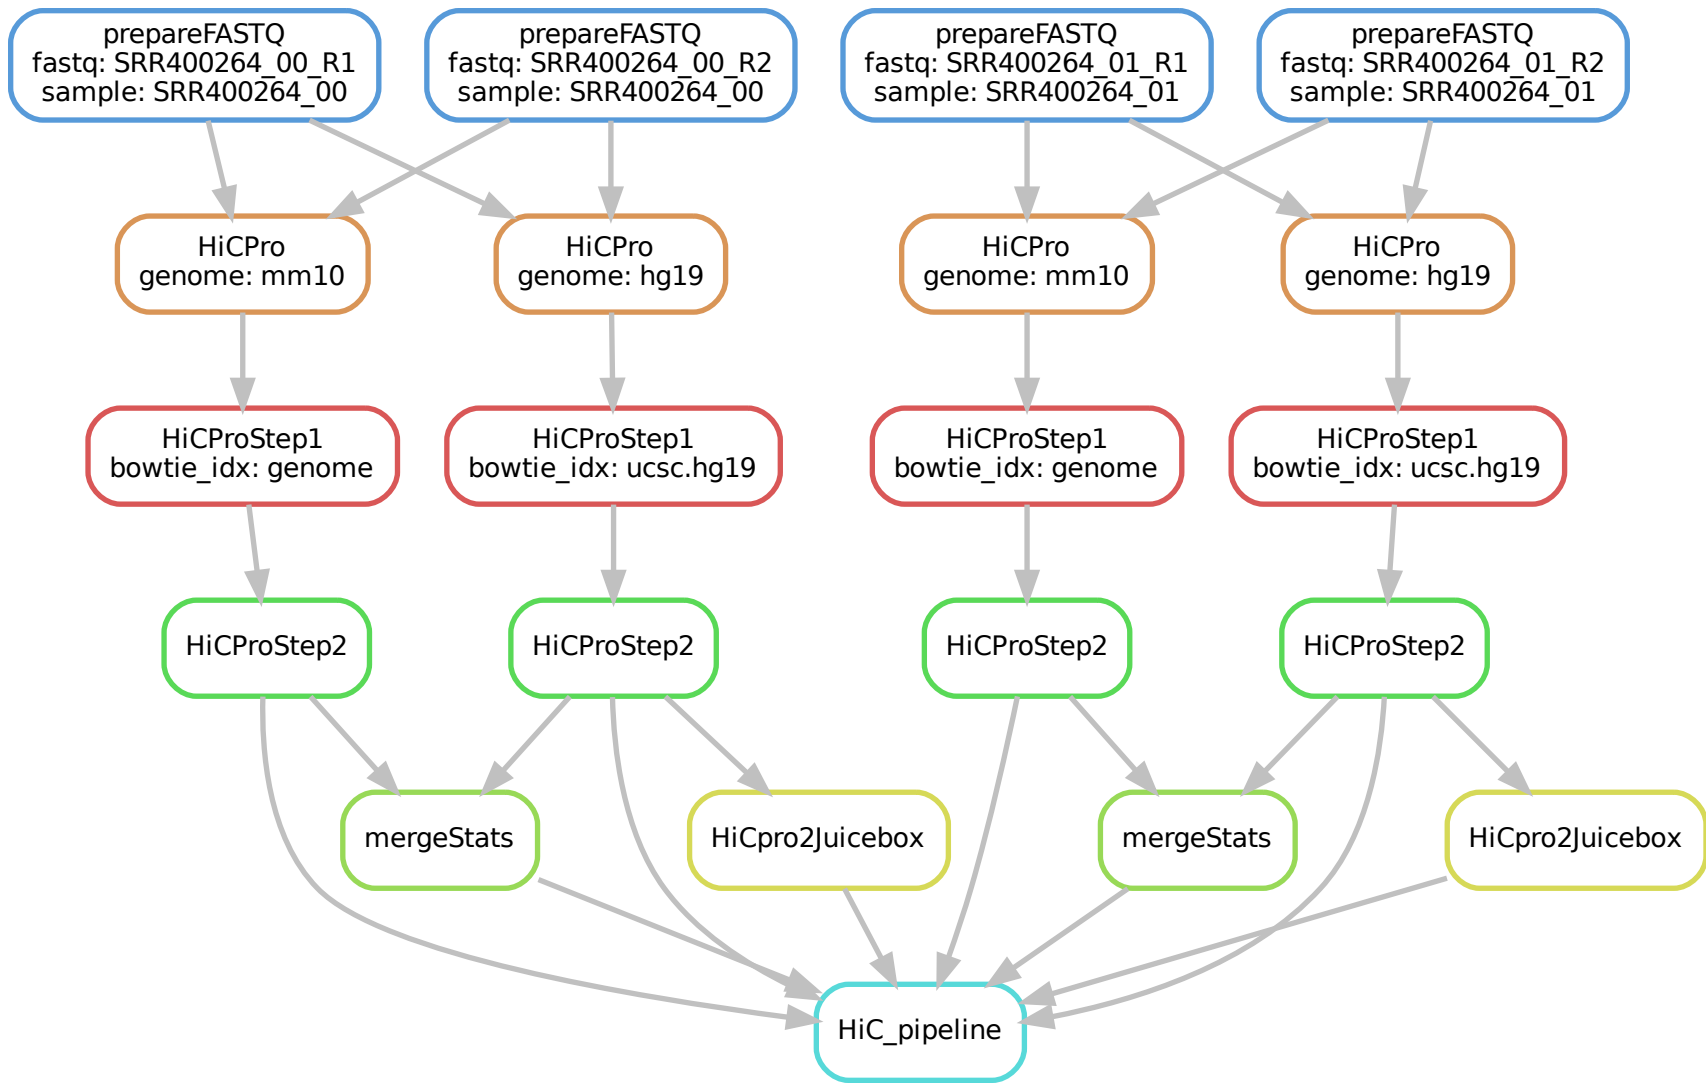 prepareFASTQ
fastq: SRR400264_00_R1
sample: SRR400264_00
prepareFASTQ
fastq: SRR400264_00_R2
sample: SRR400264_00
prepareFASTQ
fastq: SRR400264_01_R1
sample: SRR400264_01
prepareFASTQ
fastq: SRR400264_01_R2
sample: SRR400264_01
HiCPro
genome: mm10
HiCPro
genome: hg19
HiCPro
genome: mm10
HiCPro
genome: hg19
HiCProStep1
bowtie_idx: genome
HiCProStep1
bowtie_idx: ucsc.hg19
HiCProStep1
bowtie_idx: genome
HiCProStep1
bowtie_idx: ucsc.hg19
HiCProStep2
HiCProStep2
HiCProStep2
HiCProStep2
mergeStats
HiCpro2Juicebox
mergeStats
HiCpro2Juicebox
HiC_pipeline